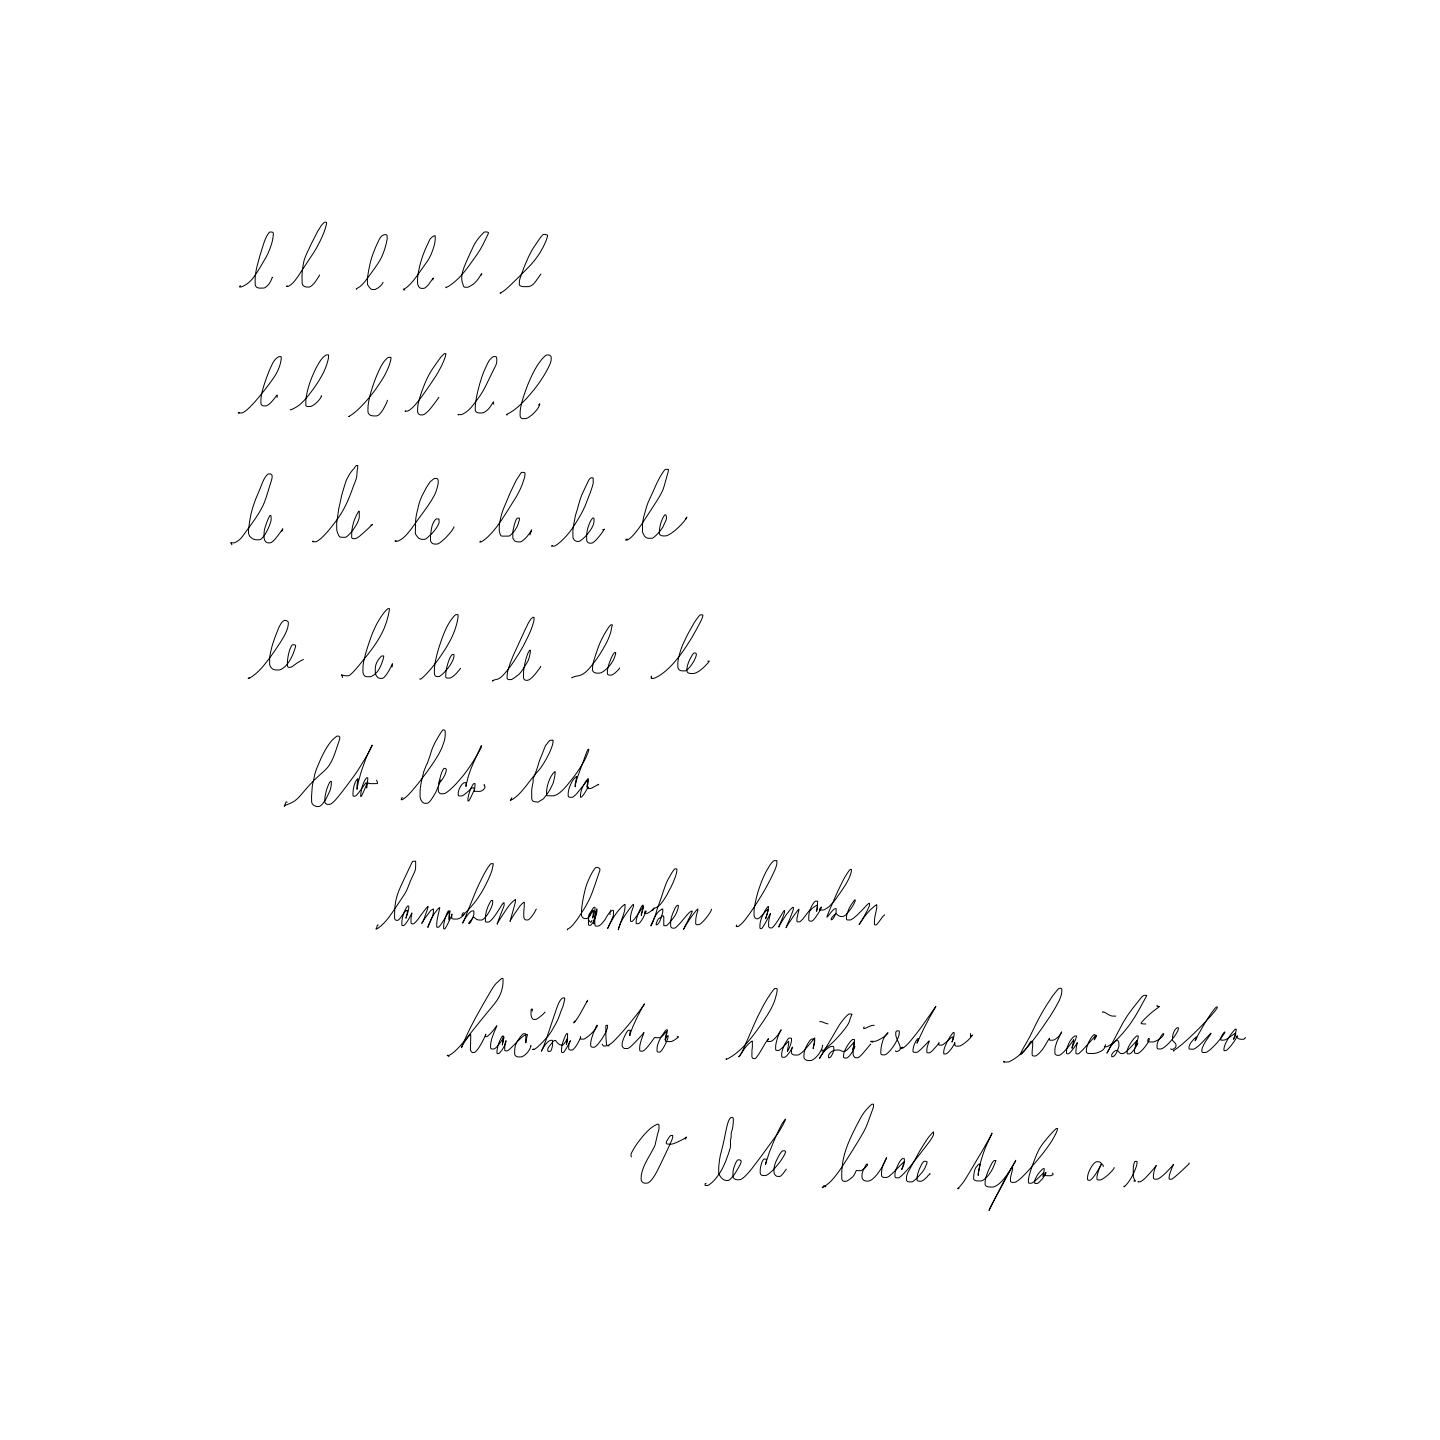 l l l l l l
l l l l l l
le le le le le le
le le le le le le
leto leto leto
lamokem lamoken lamoken
hračkárstvo hračkárstvo hračkárstvo
V lete bude teplo a su